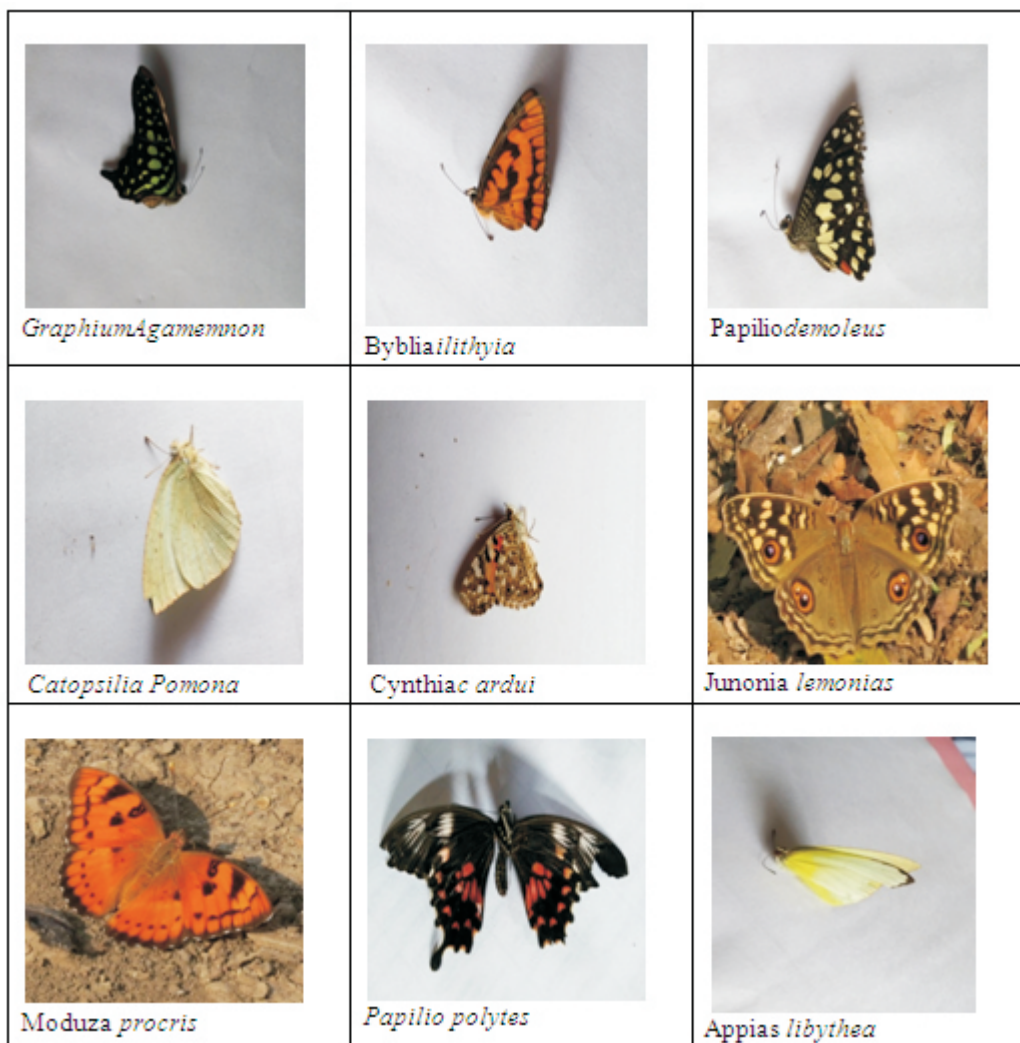 GraphiumAgamemnon
Bybliailithyia
Papiliodemoleus
Catopsilia Pomona
Cynthiac ardui
Junonia lemonias
Moduza procris
Papilio polytes
Appias libythea